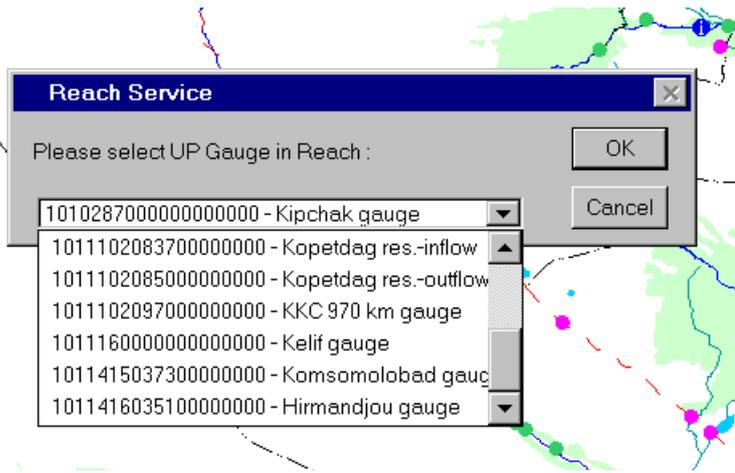 Reach Service
Please select UP Gauge in Reach :
OK
Cancel
1010287000000000000 - Kipchak gauge
1011102083700000000 - Kopetdag res.-inflow
1011102085000000000 - Kopetdag res.-outflow
1011102097000000000 - KKC 970 km gauge
1011160000000000000 - Kelif gauge
1011415037300000000 - Komsomolobad gaug
1011416035100000000 - Hirmandjou gauge
i